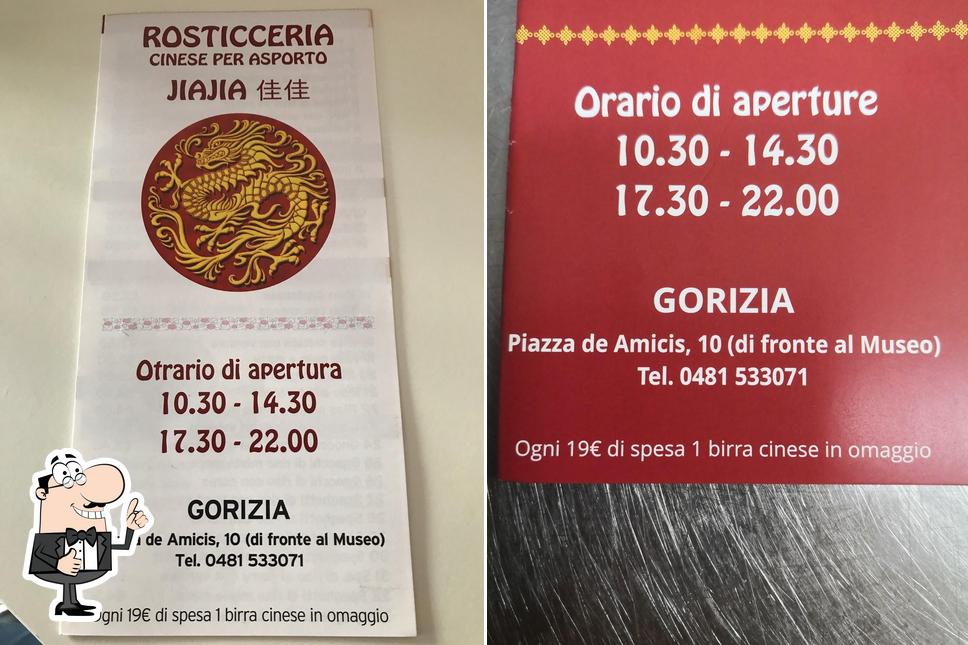 ROSTICCERIA
CINESE PER ASPORTO
JIAJIA 佳佳
Otrario di apertura
10.30 - 14.30
17.30 - 22.00
GORIZIA
de Amicis, 10 (di fronte al Museo)
Tel. 0481 533071
Ogni 19€ di spesa 1 birra cinese in omaggio
Orario di aperture
10.30 - 14.30
17.30 - 22.00
GORIZIA
Piazza de Amicis, 10 (di fronte al Museo)
Tel. 0481 533071
Ogni 19€ di spesa 1 birra cinese in omaggio